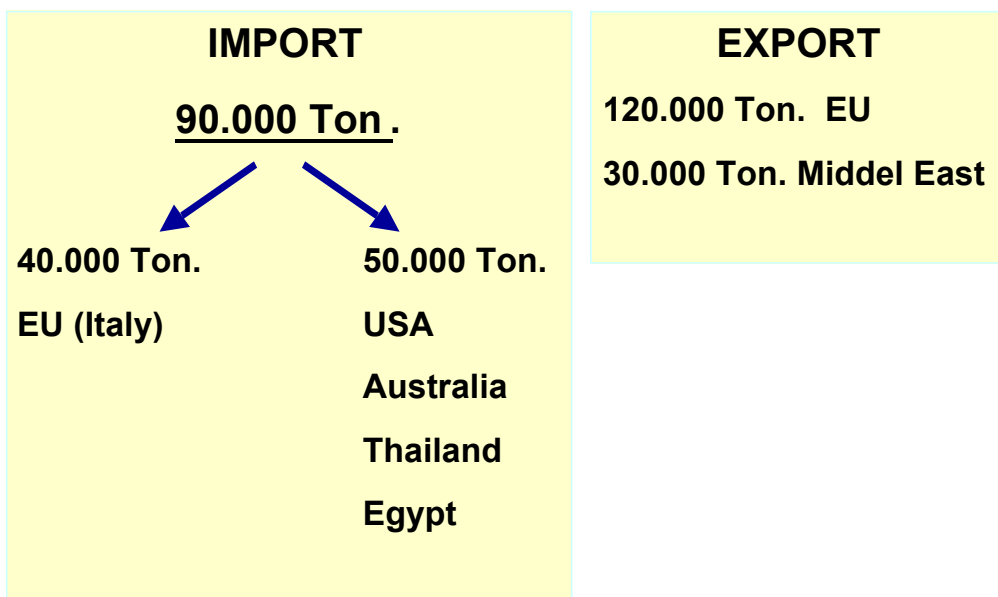 IMPORT
90.000 Ton .
40.000 Ton.
EU (Italy)
50.000 Ton.
USA
Australia
Thailand
Egypt
EXPORT
120.000 Ton. EU
30.000 Ton. Middel East